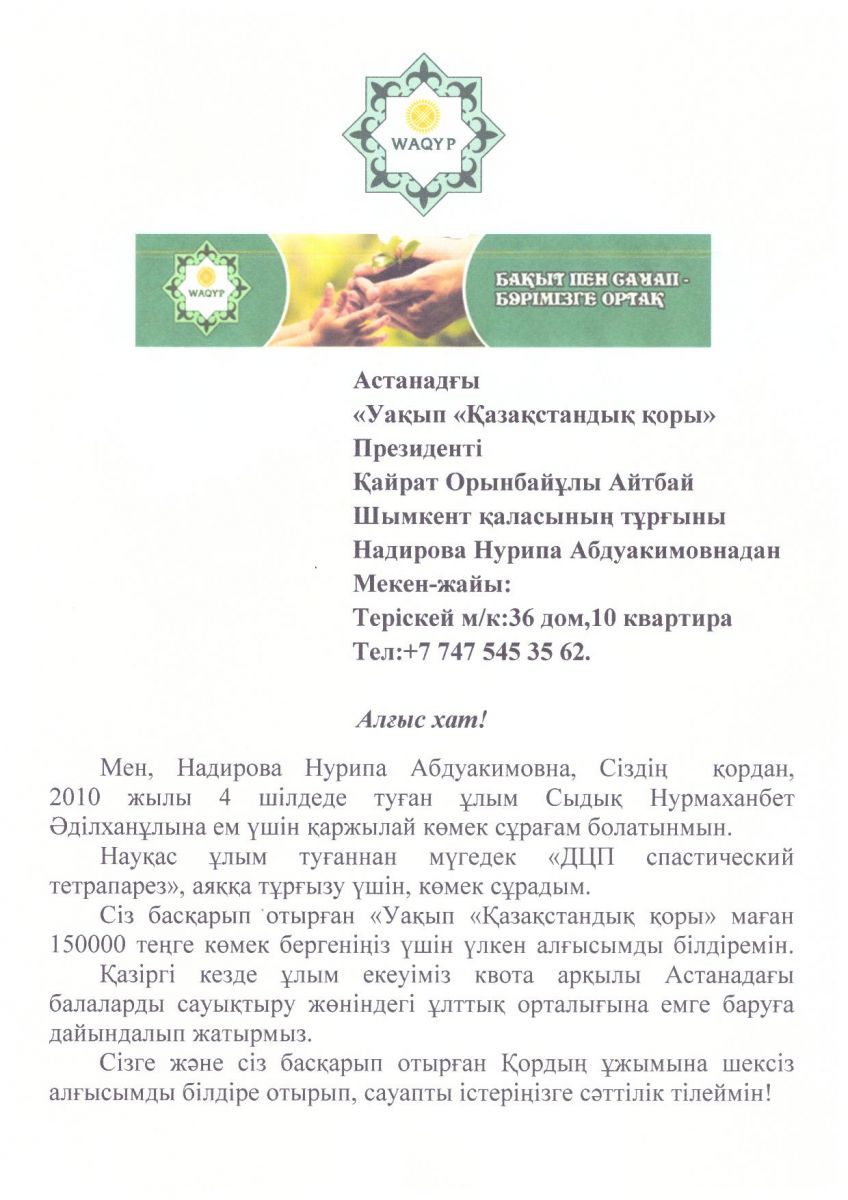 WAQYP
WAQYP
БАҚЫТ ПЕН САУАП -
БӘРІМІЗГЕ ОРТАҚ
Астанадғы
«Уақып «Қазақстандық қоры»
Президенті
Қайрат Орынбайұлы Айтбай
Шымкент қаласының тұрғыны
Надирова Нурипа Абдуакимовнадан
Мекен-жайы:
Теріскей м/к:36 дом,10 квартира
Тел:+7 747 545 35 62.
Алғыс хат!
Мен, Надирова Нурипа Абдуакимовна, Сіздің қордан,
2010 жылы 4 шілдеде туған ұлым Сыдық Нурмаханбет
Әділханұлына ем үшін қаржылай көмек сұрағам болатынмын.
Науқас ұлым туғаннан мүгедек «ДЦП спастический
тетрапарез», аяққа тұрғызу үшін, көмек сұрадым.
Сіз басқарып отырған «Уақып «Қазақстандық қоры» маған
150000 теңге көмек бергеніңіз үшін үлкен алғысымды білдіремін.
Қазіргі кезде ұлым екеуіміз квота арқылы Астанадағы
балаларды сауықтыру жөніндегі ұлттық орталығына емге баруға
дайындалып жатырмыз.
Сізге және сіз басқарып отырған Қордың ұжымына шексіз
алғысымды білдіре отырып, сауапты істеріңізге сәттілік тілеймін!